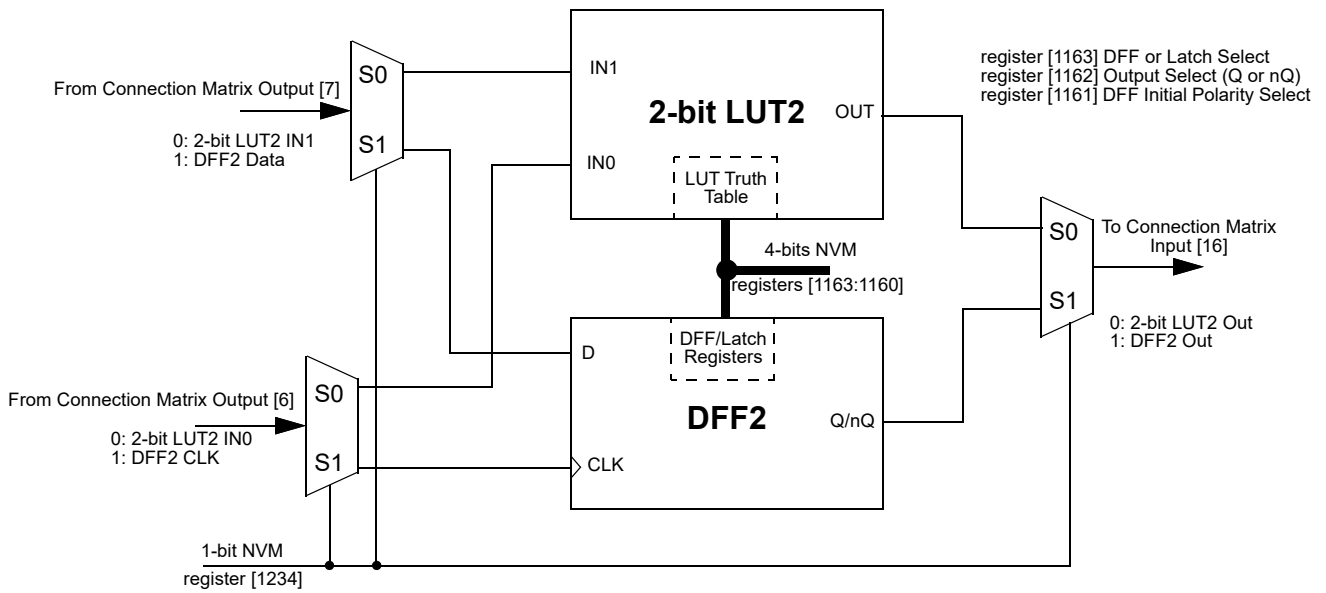 register [1163] DFF or Latch Select
register [1162] Output Select (Q or nQ)
register [1161] DFF Initial Polarity Select
From Connection Matrix Output [7]
0: 2-bit LUT2 IN1
1: DFF2 Data
S0
S1
IN1
IN0
2-bit LUT2
OUT
LUT Truth
Table
4-bits NVM
registers [1163:1160]
S0
S1
To Connection Matrix
Input [16]
0: 2-bit LUT2 Out
1: DFF2 Out
From Connection Matrix Output [6]
0: 2-bit LUT2 IN0
1: DFF2 CLK
S0
S1
D
CLK
DFF/Latch
Registers
DFF2
Q/nQ
1-bit NVM
register [1234]